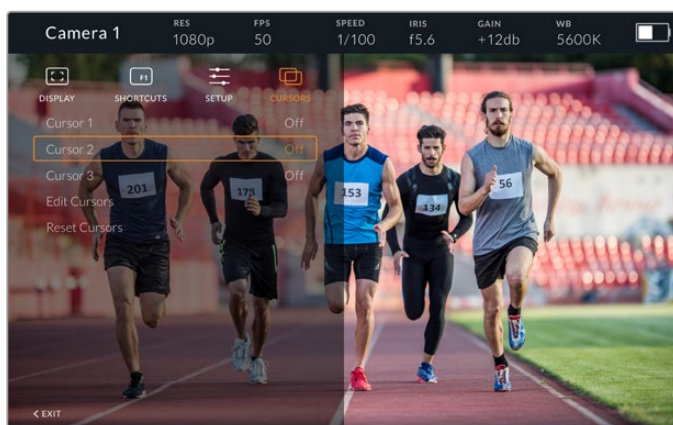 Camera 1
RES
1080p
FPS
50
SPEED
1/100
IRIS
f5.6
GAIN
+12db
WB
5600K
DISPLAY
F1
SHORTCUTS
SETUP
CURSORS
Cursor 1 Off
Cursor 2 Off
Cursor 3 Off
Edit Cursors
Reset Cursors
201
178
153
134
56
< EXIT